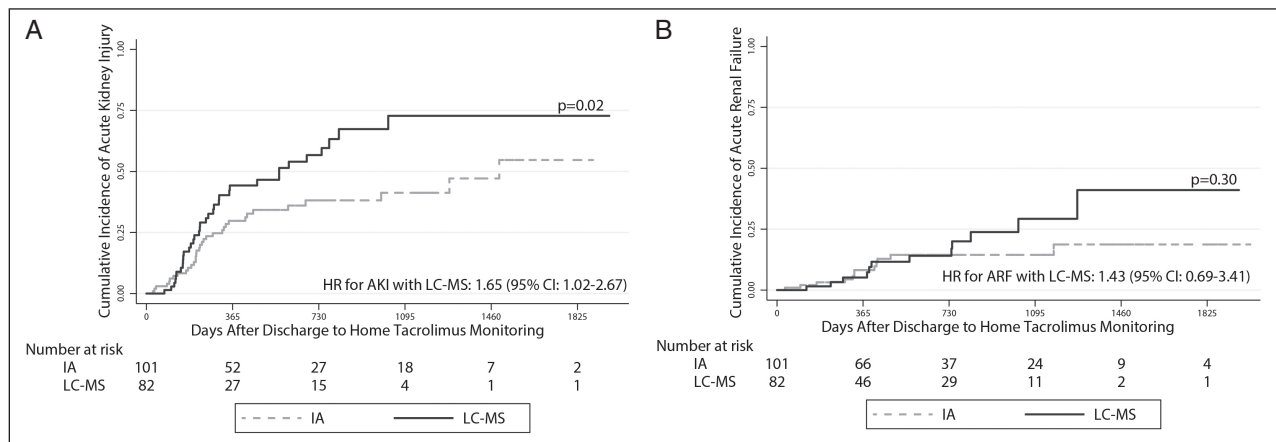 A
Cumulative Incidence of Acute Kidney Injury
1.00
0.75
0.50
0.25
0.00
p=0.02
HR for AKI with LC-MS: 1.65 (95% CI: 1.02-2.67)
0 365 730 1095 1460 1825
Days After Discharge to Home Tacrolimus Monitoring
Number at risk
IA 101 52 27 18 7 2
LC-MS 82 27 15 4 1 1
IA LC-MS
B
Cumulative Incidence of Acute Renal Failure
1.00
0.75
0.50
0.25
0.00
p=0.30
HR for ARF with LC-MS: 1.43 (95% CI: 0.69-3.41)
0 365 730 1095 1460 1825
Days After Discharge to Home Tacrolimus Monitoring
Number at risk
IA 101 66 37 24 9 4
LC-MS 82 46 29 11 2 1
IA LC-MS